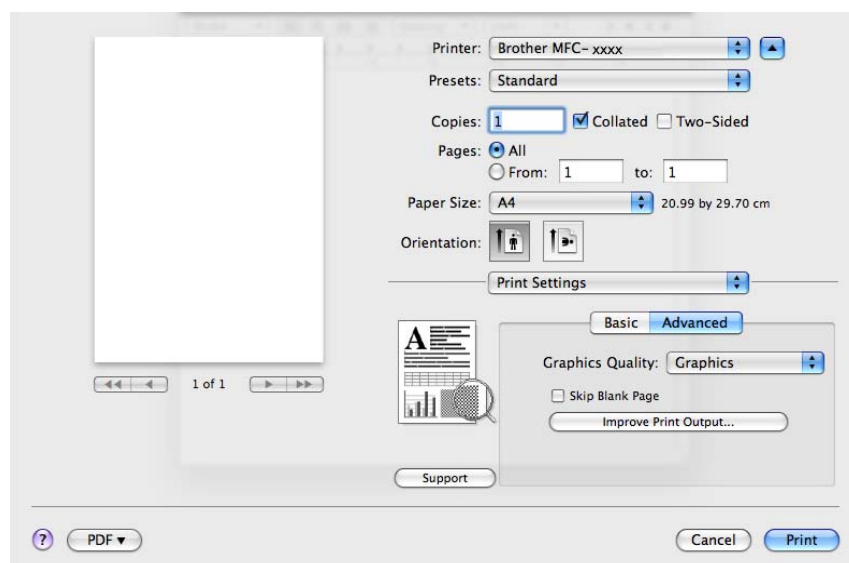 Printer: Brother MFC- xxxx
Presets: Standard
Copies: 1 Collated Two-Sided
Pages: All
From: 1 to: 1
Paper Size: A4 20.99 by 29.70 cm
Orientation:
Print Settings
Basic Advanced
A
Graphics Quality: Graphics
1 of 1
Skip Blank Page
Improve Print Output...
Support
? PDF
Cancel Print